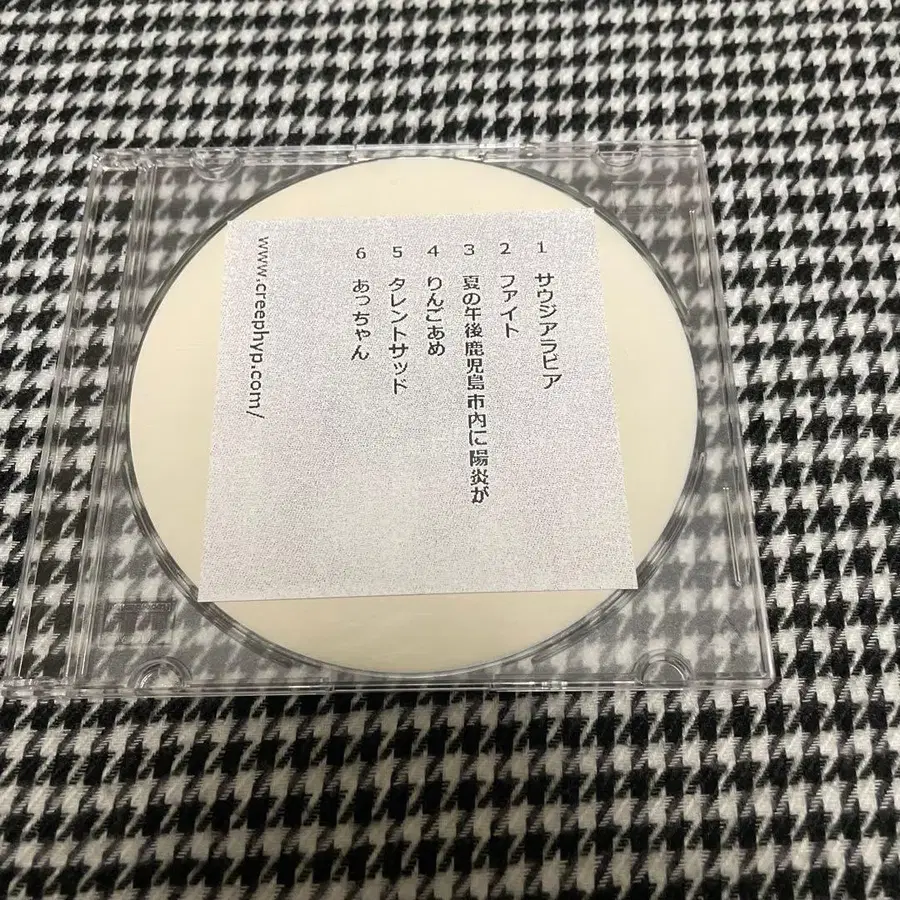 1 サウジアラビア
2 ファイト
3 夏の午後鹿児島市内に陽炎が
4 りんごあめ
5 タレントサッド
6 あっちゃん
www.creephyp.com/